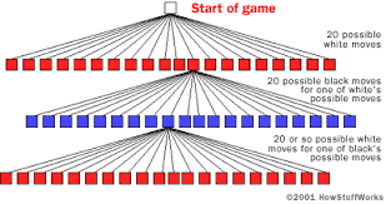 Start of game
20 possible
white moves
20 possible black moves
for one of white's
possible moves
20 or so possible white
moves for one of black's
possible moves
©2001 HowStuffWorks